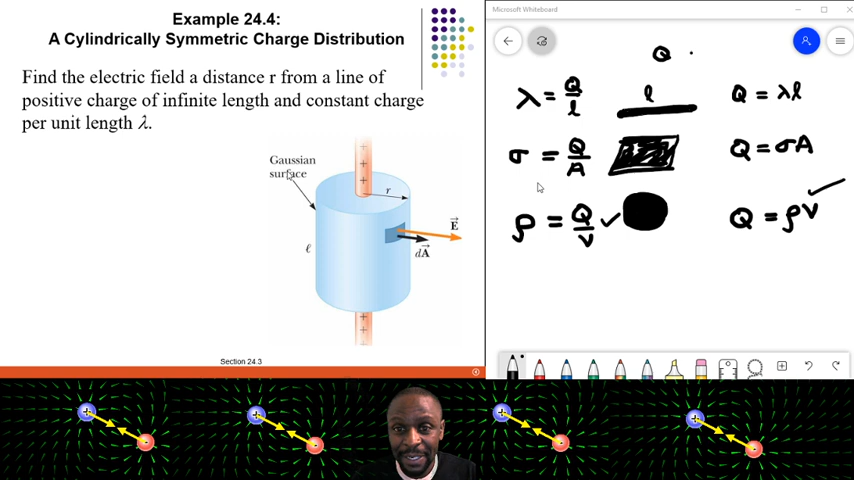 Example 24.4:
A Cylindrically Symmetric Charge Distribution
Find the electric field a distance r from a line of
positive charge of infinite length and constant charge
per unit length λ.
Gaussian
surface
r
E
dA
ℓ
Section 24.3
Microsoft Whiteboard
Q .
λ = Q/l l Q = λl
σ = Q/A Q = σA
ρ = Q/v ✓ Q = ρv ✓